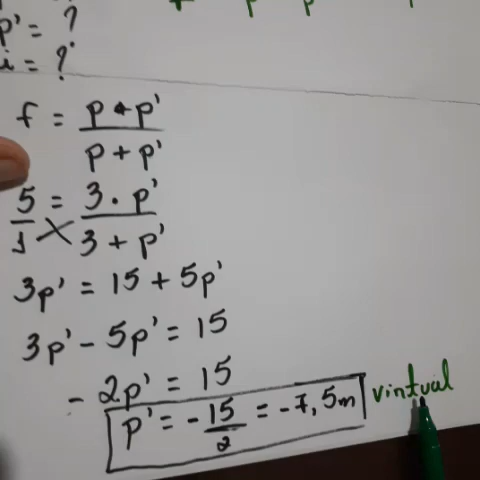 p' = ?
i = ?
f = p • p' / p + p'
5/1 = 3 . p' / 3 + p'
3p' = 15 + 5p'
3p' - 5p' = 15
- 2p' = 15
p' = - 15/2 = -7,5m virtual